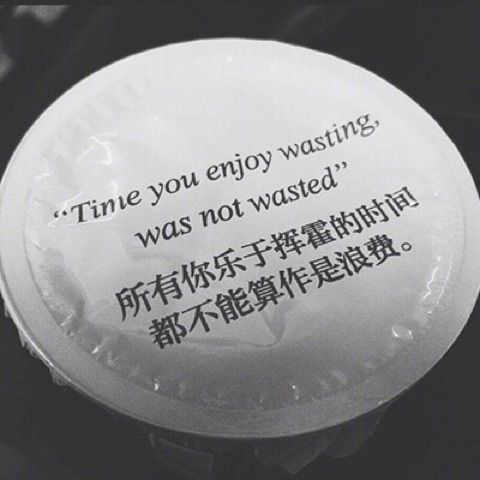 “Time you enjoy wasting,
was not wasted”
所有你乐于挥霍的时间
都不能算作是浪费。